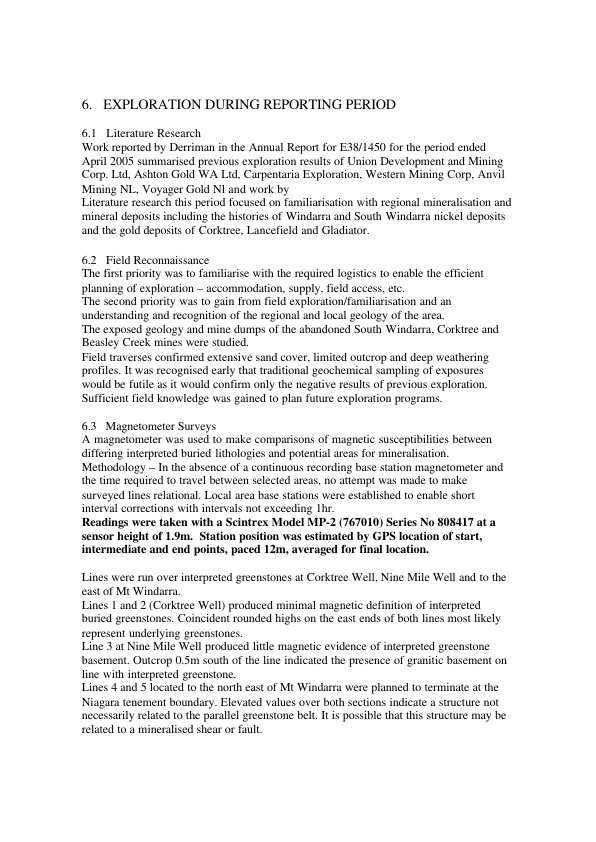 6. EXPLORATION DURING REPORTING PERIOD
6.1 Literature Research
Work reported by Derriman in the Annual Report for E38/1450 for the period ended
April 2005 summarised previous exploration results of Union Development and Mining
Corp. Ltd, Ashton Gold WA Ltd, Carpentaria Exploration, Western Mining Corp, Anvil
Mining NL, Voyager Gold Nl and work by
Literature research this period focused on familiarisation with regional mineralisation and
mineral deposits including the histories of Windarra and South Windarra nickel deposits
and the gold deposits of Corktree, Lancefield and Gladiator.
6.2 Field Reconnaissance
The first priority was to familiarise with the required logistics to enable the efficient
planning of exploration – accommodation, supply, field access, etc.
The second priority was to gain from field exploration/familiarisation and an
understanding and recognition of the regional and local geology of the area.
The exposed geology and mine dumps of the abandoned South Windarra, Corktree and
Beasley Creek mines were studied.
Field traverses confirmed extensive sand cover, limited outcrop and deep weathering
profiles. It was recognised early that traditional geochemical sampling of exposures
would be futile as it would confirm only the negative results of previous exploration.
Sufficient field knowledge was gained to plan future exploration programs.
6.3 Magnetometer Surveys
A magnetometer was used to make comparisons of magnetic susceptibilities between
differing interpreted buried lithologies and potential areas for mineralisation.
Methodology – In the absence of a continuous recording base station magnetometer and
the time required to travel between selected areas, no attempt was made to make
surveyed lines relational. Local area base stations were established to enable short
interval corrections with intervals not exceeding 1hr.
Readings were taken with a Scintrex Model MP-2 (767010) Series No 808417 at a
sensor height of 1.9m. Station position was estimated by GPS location of start,
intermediate and end points, paced 12m, averaged for final location.
Lines were run over interpreted greenstones at Corktree Well, Nine Mile Well and to the
east of Mt Windarra.
Lines 1 and 2 (Corktree Well) produced minimal magnetic definition of interpreted
buried greenstones. Coincident rounded highs on the east ends of both lines most likely
represent underlying greenstones.
Line 3 at Nine Mile Well produced little magnetic evidence of interpreted greenstone
basement. Outcrop 0.5m south of the line indicated the presence of granitic basement on
line with interpreted greenstone.
Lines 4 and 5 located to the north east of Mt Windarra were planned to terminate at the
Niagara tenement boundary. Elevated values over both sections indicate a structure not
necessarily related to the parallel greenstone belt. It is possible that this structure may be
related to a mineralised shear or fault.